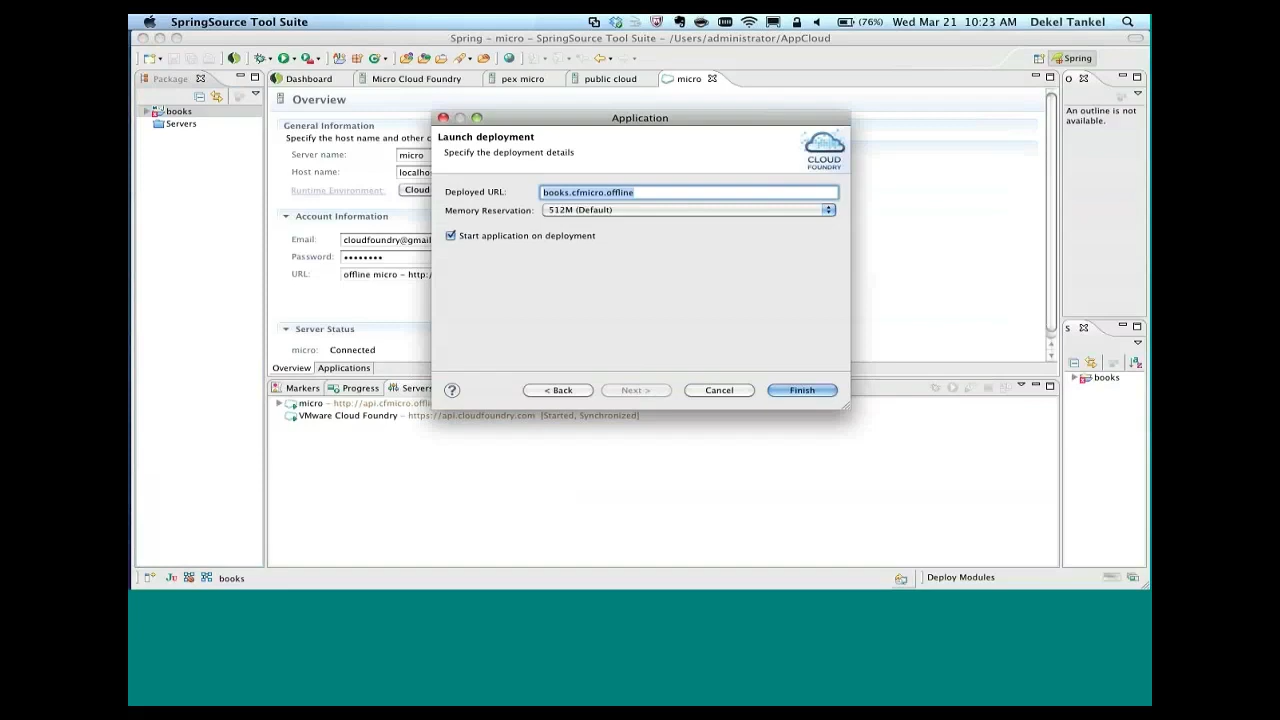 SpringSource Tool Suite
(76%) Wed Mar 21 10:23 AM Dekel Tankel
Spring - micro - SpringSource Tool Suite - /Users/administrator/AppCloud
Spring
Package
Dashboard
Micro Cloud Foundry
pex micro
public cloud
micro
O
books
Servers
Overview
General Information
Specify the host name and other c
Server name: micro
Host name: localho
Runtime Environment: Cloud
Account Information
Email: cloudfoundry@gmail
Password: ••••••••
URL: offline micro - http:/
Server Status
micro: Connected
Overview Applications
Application
Launch deployment
Specify the deployment details
CLOUD
FOUNDRY
Deployed URL: books.cfmicro.offline
Memory Reservation: 512M (Default)
Start application on deployment
?
< Back
Next >
Cancel
Finish
An outline is not
available.
S
books
Markers Progress Servers
micro - http://api.cfmicro.offli
VMware Cloud Foundry - https://api.cloudfoundry.com [Started, Synchronized]
Ju
books
Deploy Modules